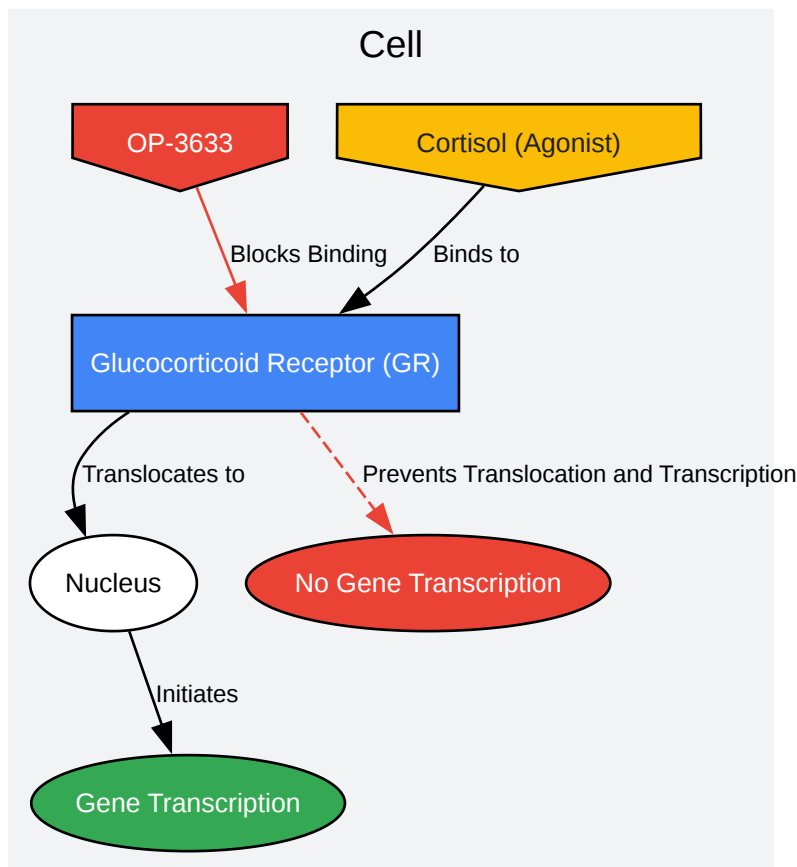 Cell
OP-3633
Cortisol (Agonist)
Blocks Binding
Binds to
Glucocorticoid Receptor (GR)
Translocates to
Prevents Translocation and Transcription
Nucleus
No Gene Transcription
Initiates
Gene Transcription